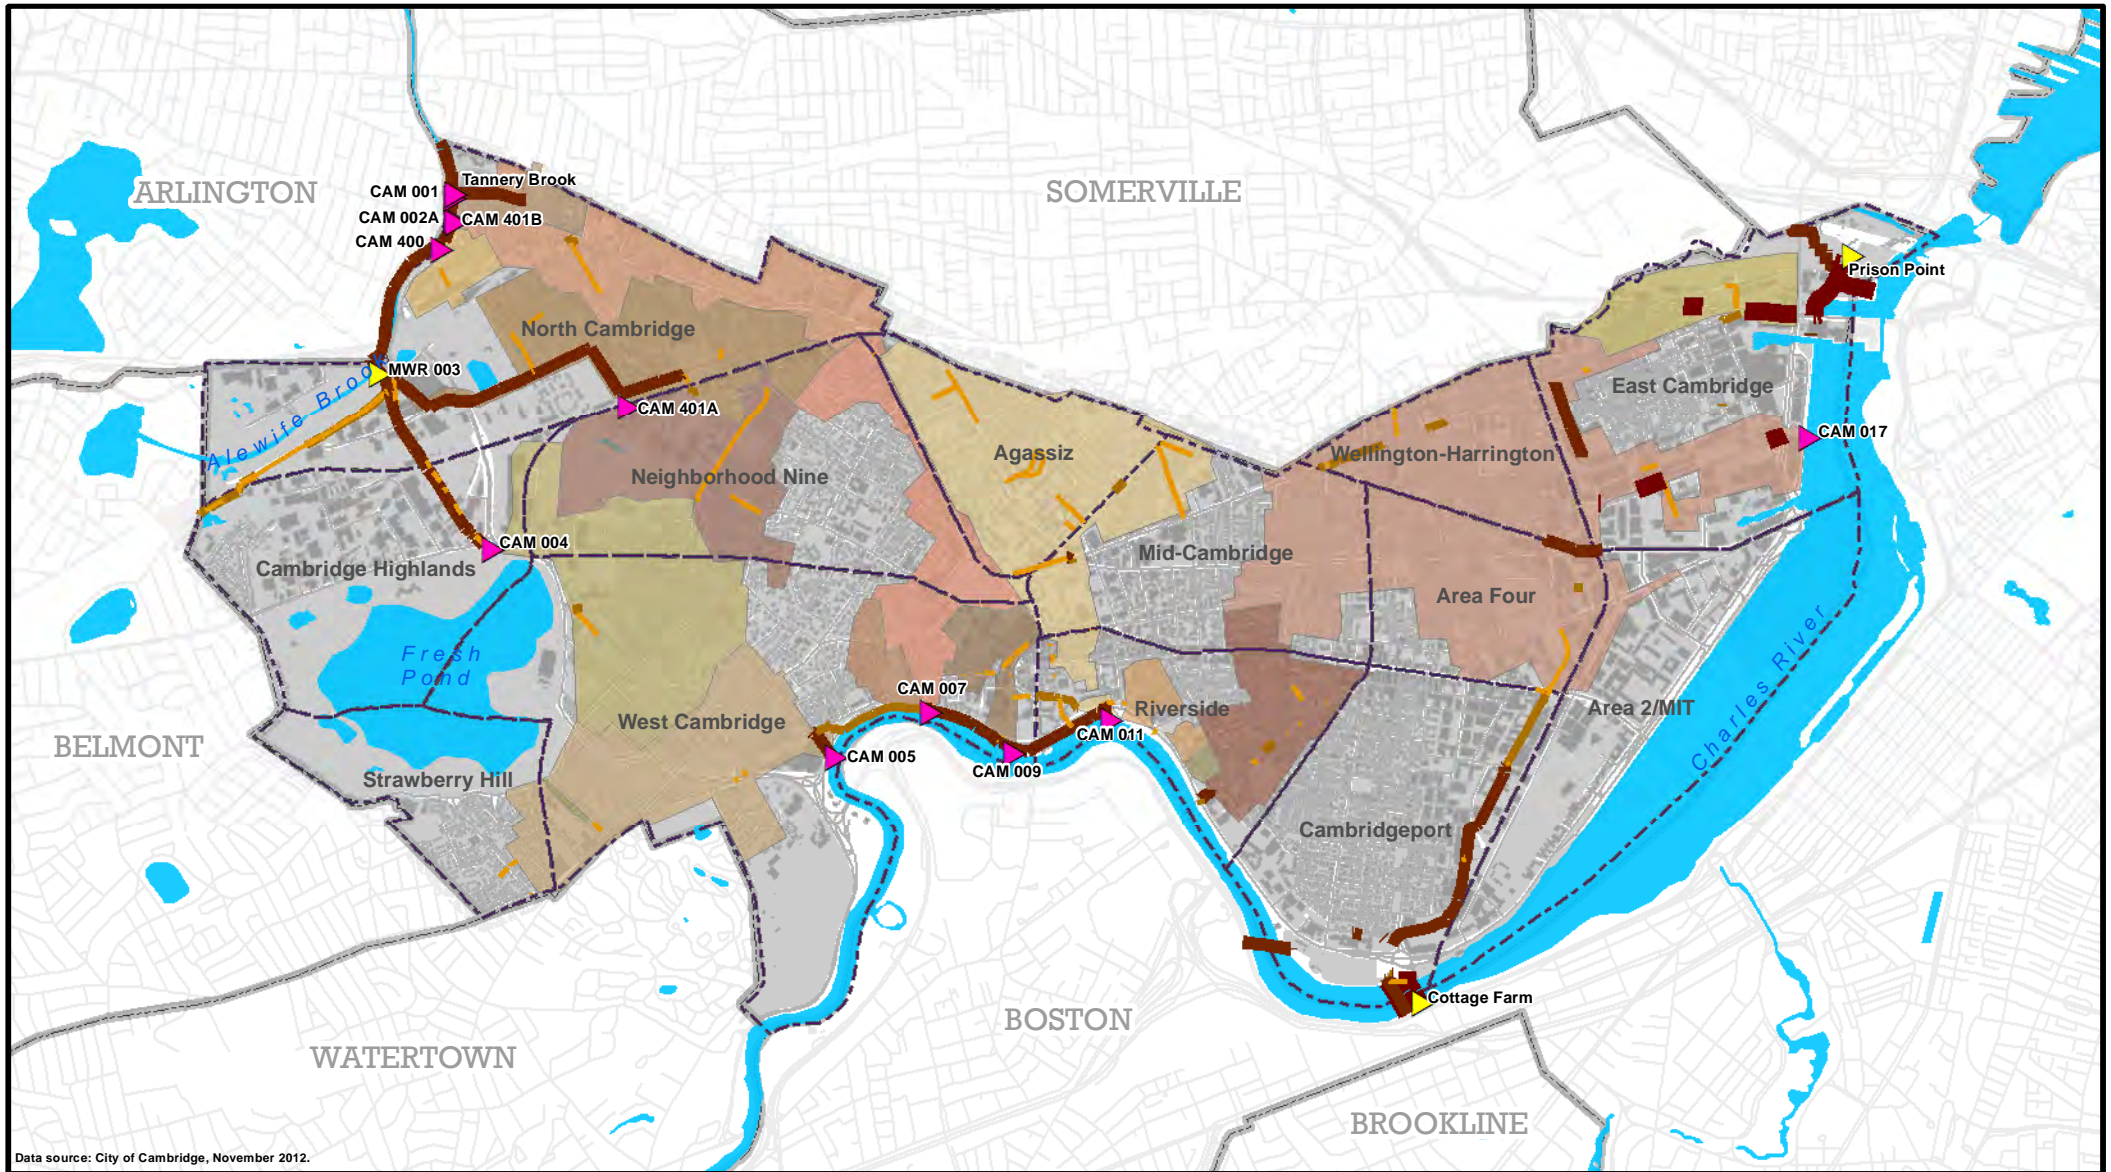 Tannery Brook
CAM 001
ARLINGTON
SOMERVILLE
CAM 002A
CAM 401B
CAM 400
Prison Point
North Cambridge
MWR 003
Alewife Brook
East Cambridge
CAM 401A
CAM 017
Agassiz
Wellington-Harrington
Neighborhood Nine
CAM 004
Mid-Cambridge
Cambridge Highlands
Area Four
Fresh
Pond
Charles River
CAM 007
Riverside
Area 2/MIT
West Cambridge
CAM 011
BELMONT
CAM 005
CAM 009
Strawberry Hill
Cambridgeport
Cottage Farm
BOSTON
WATERTOWN
BROOKLINE
Data source: City of Cambridge, November 2012.